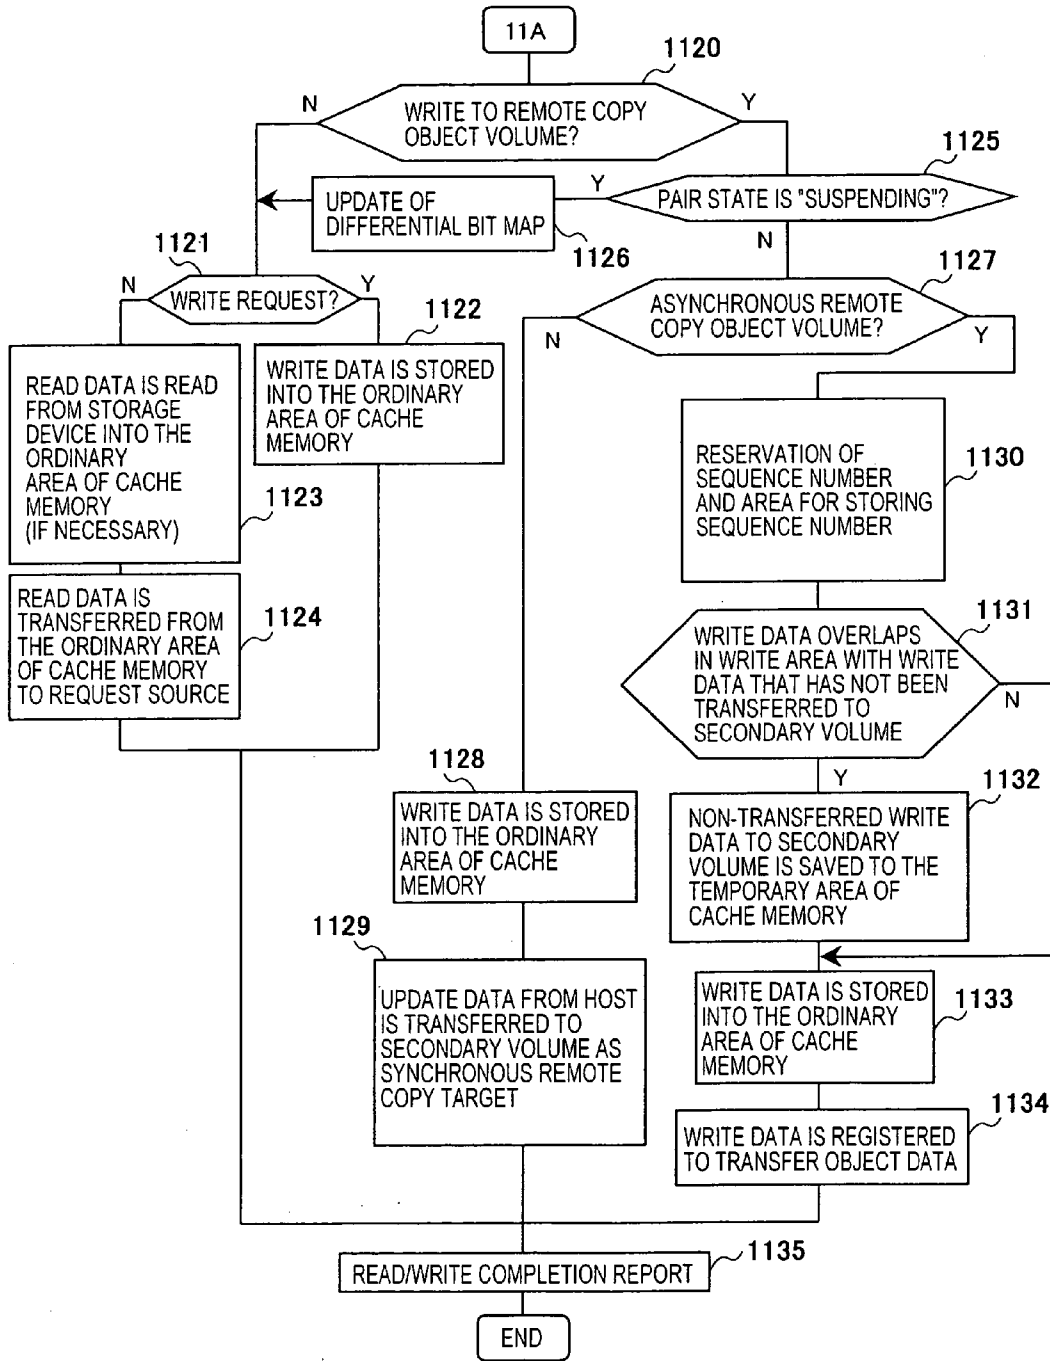 11A
1120
N
WRITE TO REMOTE COPY
OBJECT VOLUME?
Y
1125
Y
PAIR STATE IS "SUSPENDING"?
N
UPDATE OF
DIFFERENTIAL BIT MAP
1126
1121
N
WRITE REQUEST?
Y
1127
ASYNCHRONOUS REMOTE
COPY OBJECT VOLUME?
N
Y
1122
WRITE DATA IS STORED
INTO THE ORDINARY
AREA OF CACHE
MEMORY
READ DATA IS READ
FROM STORAGE
DEVICE INTO THE
ORDINARY
AREA OF CACHE
MEMORY
(IF NECESSARY)
1123
READ DATA IS
TRANSFERRED FROM
THE ORDINARY AREA
OF CACHE MEMORY
TO REQUEST SOURCE
1124
RESERVATION OF
SEQUENCE NUMBER
AND AREA FOR STORING
SEQUENCE NUMBER
1130
WRITE DATA OVERLAPS
IN WRITE AREA WITH WRITE
DATA THAT HAS NOT BEEN
TRANSFERRED TO
SECONDARY VOLUME
1131
N
Y
1128
WRITE DATA IS STORED
INTO THE ORDINARY
AREA OF CACHE
MEMORY
1132
NON-TRANSFERRED WRITE
DATA TO SECONDARY
VOLUME IS SAVED TO THE
TEMPORARY AREA OF
CACHE MEMORY
1129
UPDATE DATA FROM HOST
IS TRANSFERRED TO
SECONDARY VOLUME AS
SYNCHRONOUS REMOTE
COPY TARGET
WRITE DATA IS STORED
INTO THE ORDINARY
AREA OF CACHE
MEMORY
1133
1134
WRITE DATA IS REGISTERED
TO TRANSFER OBJECT DATA
1135
READ/WRITE COMPLETION REPORT
END